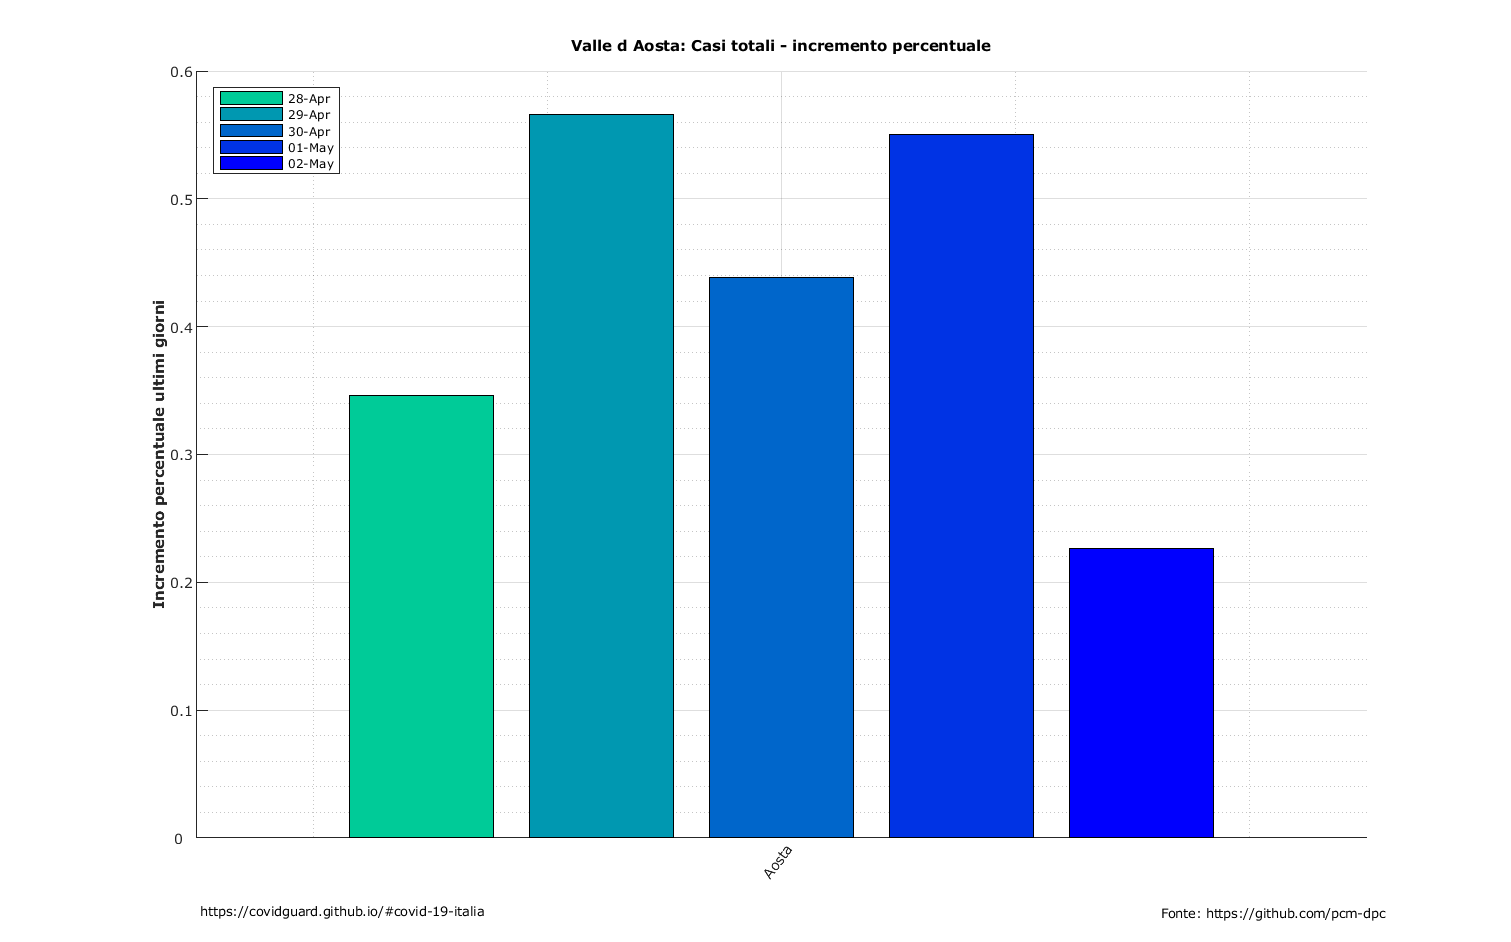 Valle d Aosta: Casi totali - incremento percentuale
0.6
0.5
0.4
0.3
0.2
0.1
0
28-Apr
29-Apr
30-Apr
01-May
02-May
Incremento percentuale ultimi giorni
Aosta
https://covidguard.github.io/#covid-19-italia
Fonte: https://github.com/pcm-dpc